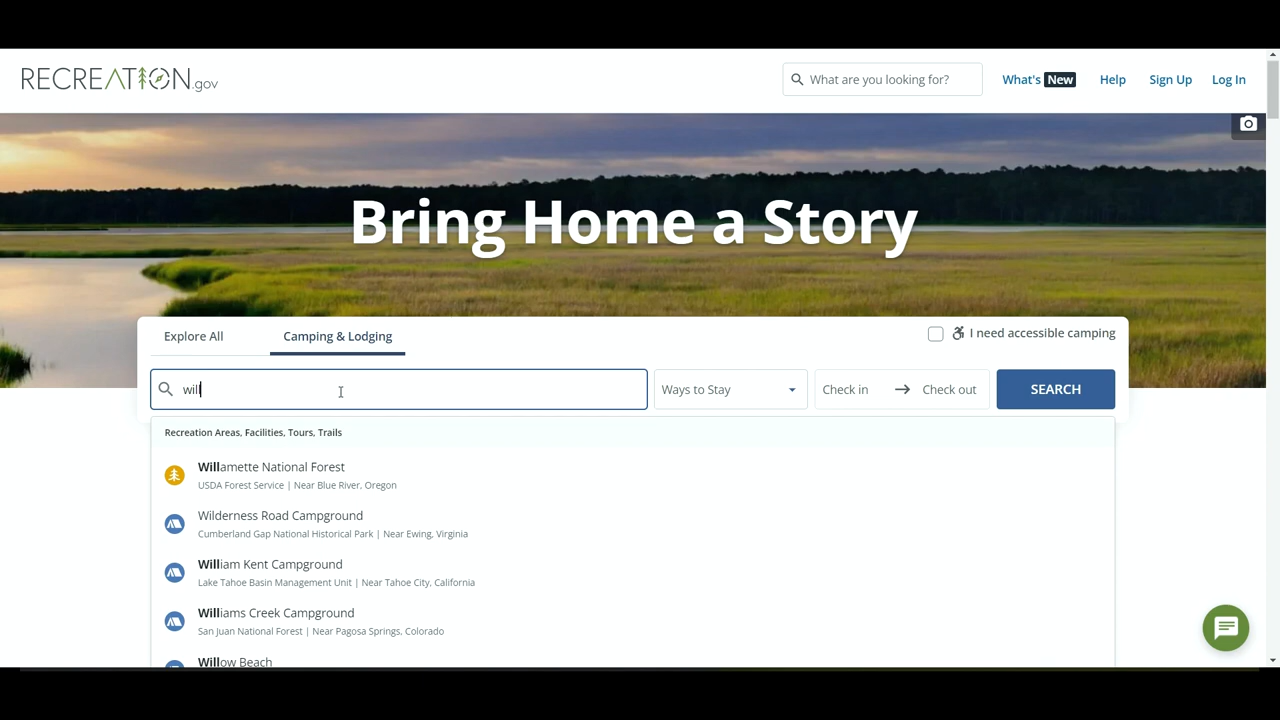 RECREATION.gov
What are you looking for?
What's New
Help
Sign Up
Log In
Bring Home a Story
Explore All
Camping & Lodging
I need accessible camping
will
Ways to Stay
Check in
Check out
SEARCH
Recreation Areas, Facilities, Tours, Trails
Willamette National Forest
USDA Forest Service | Near Blue River, Oregon
Wilderness Road Campground
Cumberland Gap National Historical Park | Near Ewing, Virginia
William Kent Campground
Lake Tahoe Basin Management Unit | Near Tahoe City, California
Williams Creek Campground
San Juan National Forest | Near Pagosa Springs, Colorado
Willow Beach